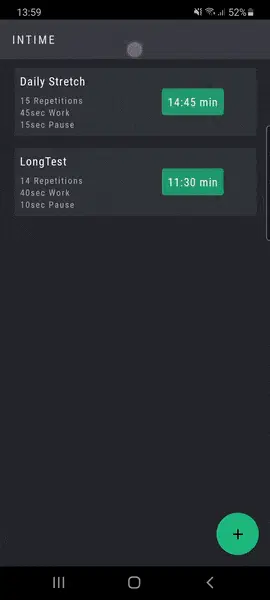 13:59 52%
INTIME
Daily Stretch
15 Repetitions
45sec Work
15sec Pause
14:45 min
LongTest
14 Repetitions
40sec Work
10sec Pause
11:30 min
+